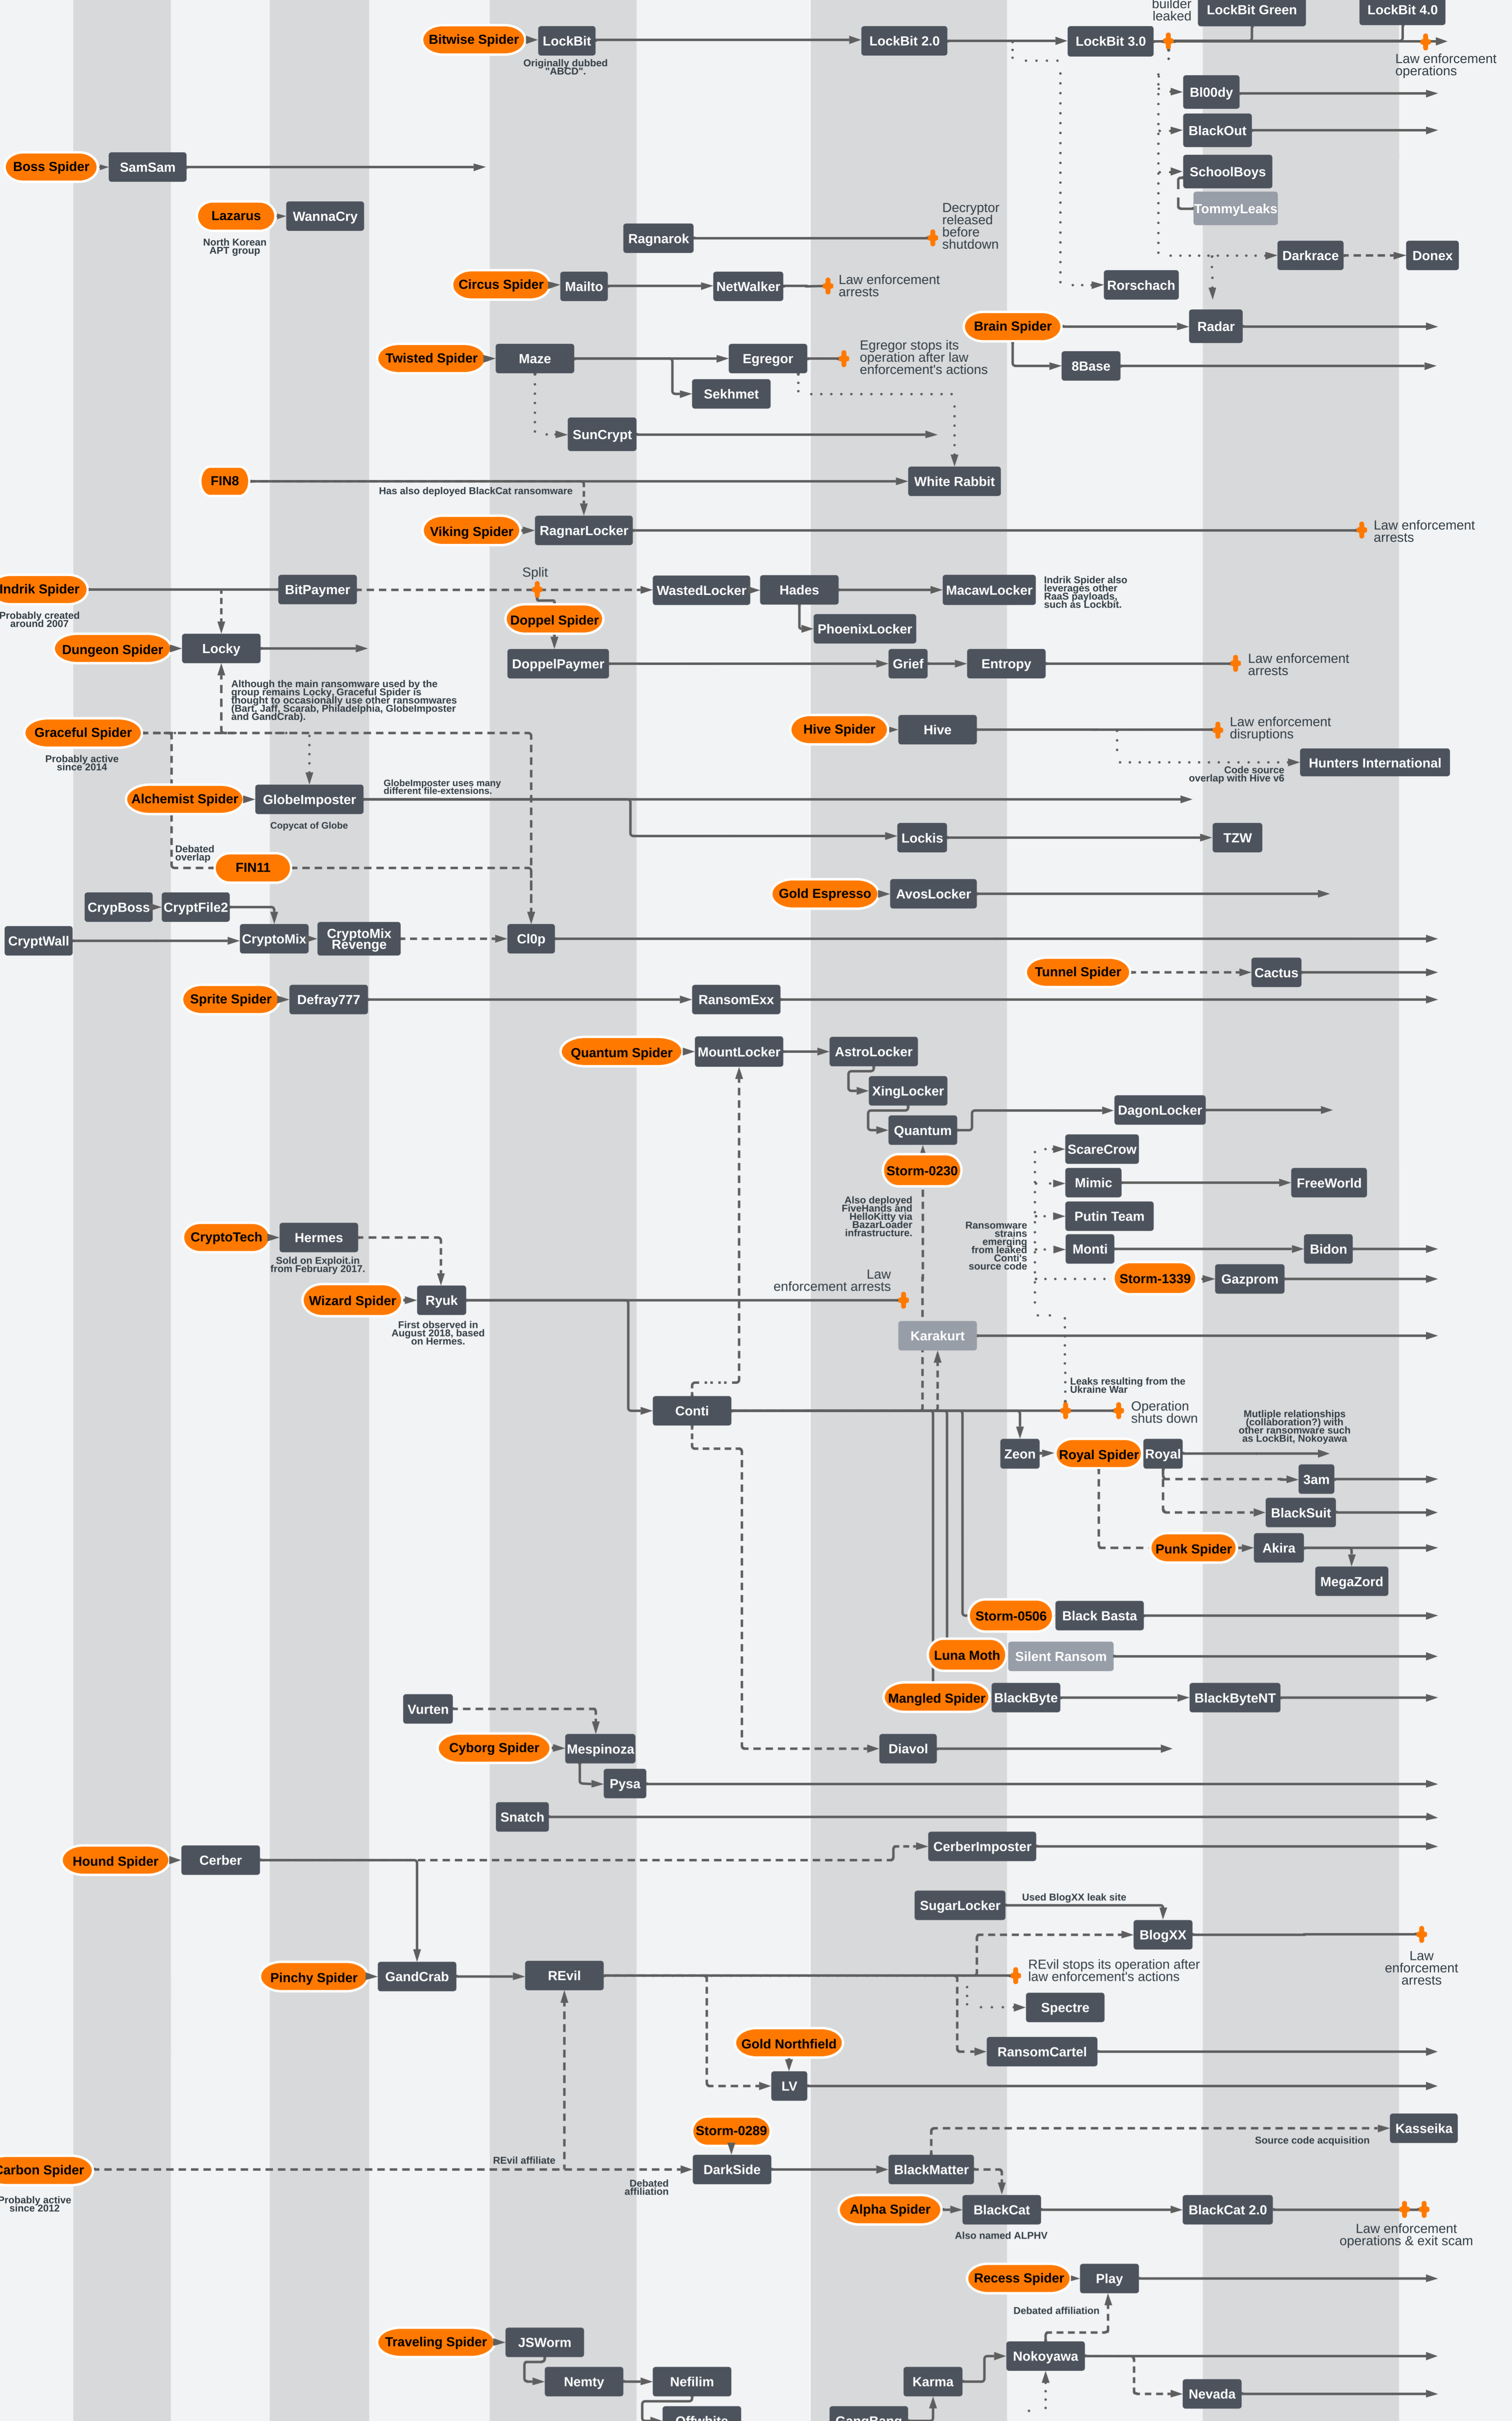 builder
leaked
LockBit Green
LockBit 4.0
Bitwise Spider
LockBit
LockBit 2.0
LockBit 3.0
Originally dubbed
"ABCD".
Law enforcement
operations
Bl00dy
BlackOut
Boss Spider
SamSam
SchoolBoys
TommyLeaks
Lazarus
WannaCry
North Korean
APT group
Ragnarok
Decryptor
released
before
shutdown
Darkrace
Donex
Circus Spider
Mailto
NetWalker
Law enforcement
arrests
Rorschach
Brain Spider
Radar
Twisted Spider
Maze
Egregor
Egregor stops its
operation after law
enforcement's actions
8Base
Sekhmet
SunCrypt
FIN8
Has also deployed BlackCat ransomware
White Rabbit
Viking Spider
RagnarLocker
Law enforcement
arrests
Split
Indrik Spider
BitPaymer
WastedLocker
Hades
MacawLocker
Indrik Spider also
leverages other
RaaS payloads,
such as Lockbit.
Probably created
around 2007
Doppel Spider
PhoenixLocker
Dungeon Spider
Locky
DoppelPaymer
Grief
Entropy
Law enforcement
arrests
Although the main ransomware used by the
group remains Locky, Graceful Spider is
thought to occasionally use other ransomwares
(Bart, Jaff, Scarab, Philadelphia, GlobeImposter
and GandCrab).
Graceful Spider
Probably active
since 2014
Hive Spider
Hive
Law enforcement
disruptions
Hunters International
Code source
overlap with Hive v6
Alchemist Spider
GlobeImposter
GlobeImposter uses many
different file-extensions.
Copycat of Globe
Lockis
TZW
Debated
overlap
FIN11
Gold Espresso
AvosLocker
CrypBoss
CryptFile2
CryptWall
CryptoMix
CryptoMix
Revenge
Cl0p
Tunnel Spider
Cactus
Sprite Spider
Defray777
RansomExx
Quantum Spider
MountLocker
AstroLocker
XingLocker
Quantum
DagonLocker
Storm-0230
ScareCrow
Mimic
FreeWorld
Also deployed
FiveHands and
HelloKitty via
BazarLoader
infrastructure.
Putin Team
Ransomware
strains
emerging
from leaked
Conti's
source code
Monti
Bidon
CryptoTech
Hermes
Sold on Exploit.in
from February 2017.
Storm-1339
Gazprom
Law
enforcement arrests
Wizard Spider
Ryuk
First observed in
August 2018, based
on Hermes.
Karakurt
Leaks resulting from the
Ukraine War
Conti
Operation
shuts down
Mutliple relationships
(collaboration?) with
other ransomware such
as LockBit, Nokoyawa
Zeon
Royal Spider
Royal
3am
BlackSuit
Punk Spider
Akira
MegaZord
Storm-0506
Black Basta
Luna Moth
Silent Ransom
Mangled Spider
BlackByte
BlackByteNT
Vurten
Cyborg Spider
Mespinoza
Diavol
Pysa
Snatch
Hound Spider
Cerber
CerberImposter
SugarLocker
Used BlogXX leak site
BlogXX
Law
enforcement
arrests
Pinchy Spider
GandCrab
REvil
REvil stops its operation after
law enforcement's actions
Spectre
Gold Northfield
RansomCartel
LV
Storm-0289
Kasseika
Source code acquisition
Carbon Spider
REvil affiliate
DarkSide
BlackMatter
Debated
affiliation
Probably active
since 2012
Alpha Spider
BlackCat
BlackCat 2.0
Also named ALPHV
Law enforcement
operations & exit scam
Recess Spider
Play
Debated affiliation
Traveling Spider
JSWorm
Nokoyawa
Nemty
Nefilim
Karma
Nevada
Offwhite
GangBang